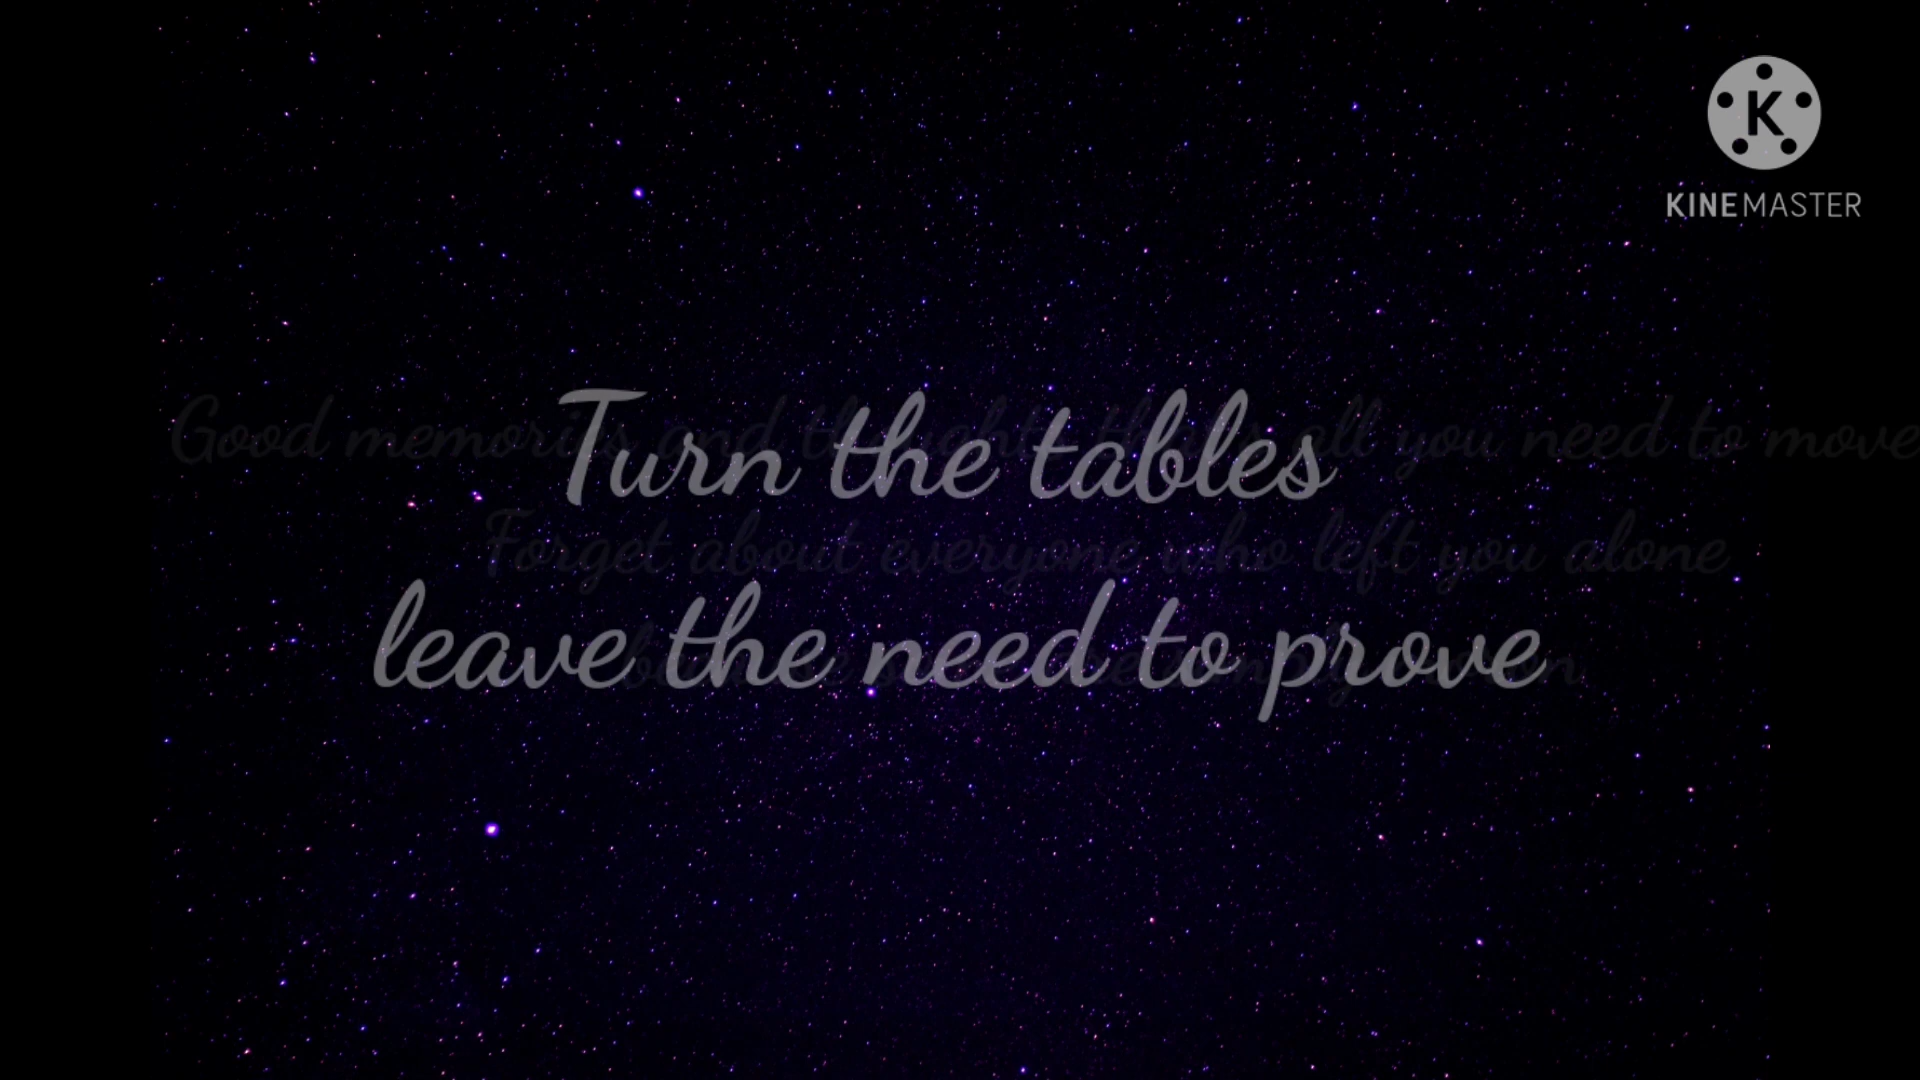 K
KINEMASTER
Good memories and thoughts that's all you need to move
Turn the tables
Forget about everyone who left you alone
leave the need to prove